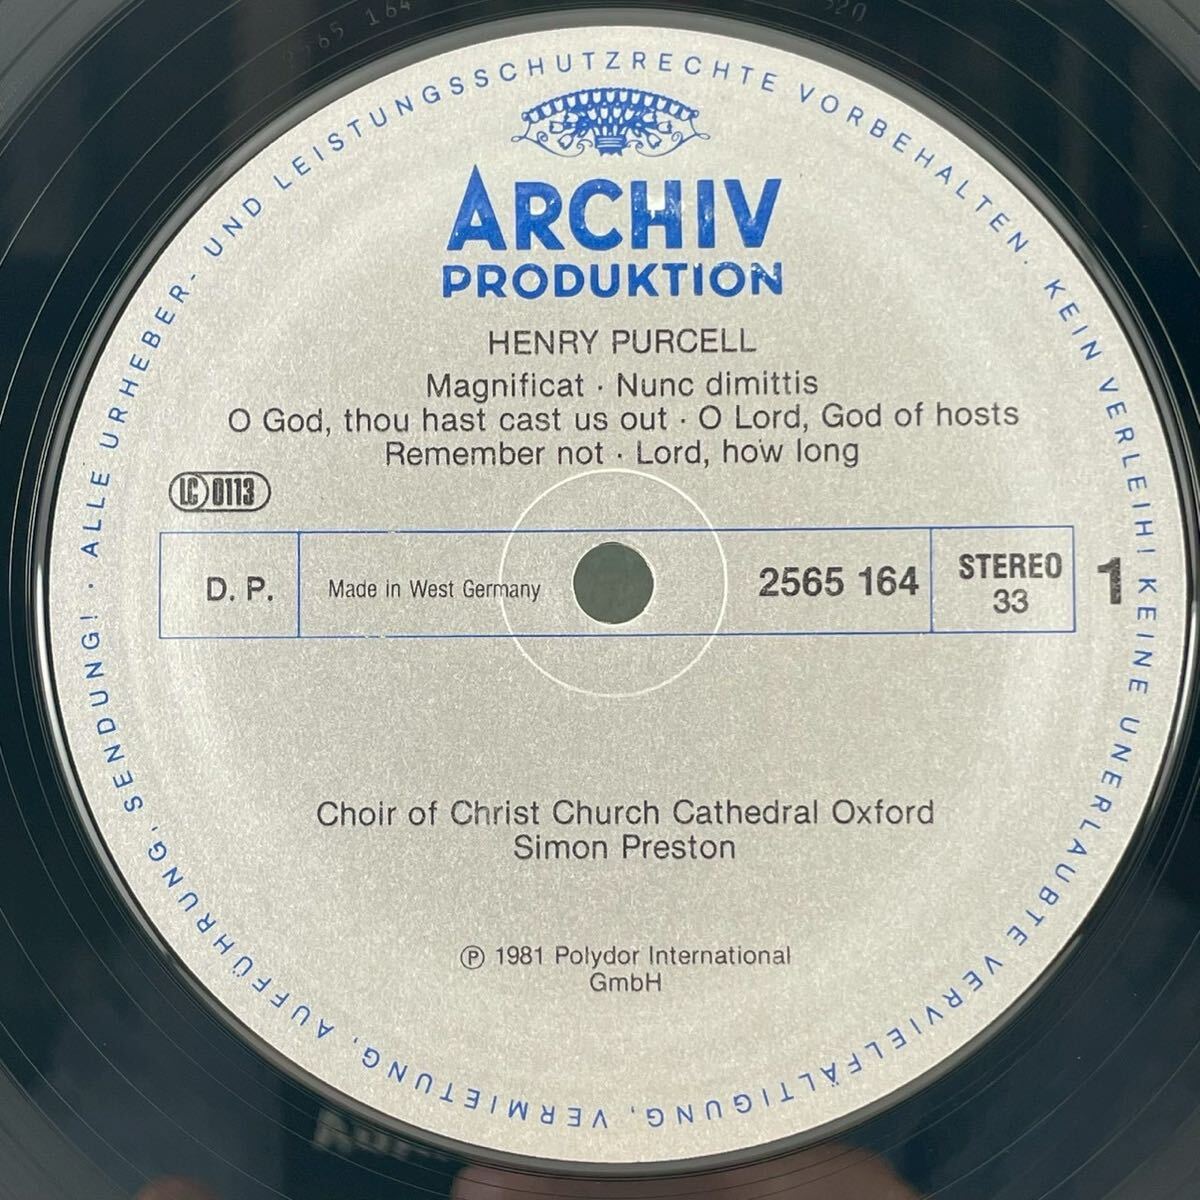 ALLE URHEBER- UND LEISTUNGSSCHUTZRECHTE VORBEHALTEN. KEIN VERLEIH! KEINE UNERLAUBTE VERVIELFÄLTIGUNG, VERMIETUNG, AUFFÜHRUNG, SENDUNG! ·
2565 164
ARCHIV
PRODUKTION
HENRY PURCELL
Magnificat · Nunc dimittis
O God, thou hast cast us out · O Lord, God of hosts
Remember not · Lord, how long
LC 0113
D. P.
Made in West Germany
2565 164
STEREO
33
1
Choir of Christ Church Cathedral Oxford
Simon Preston
℗ 1981 Polydor International
GmbH